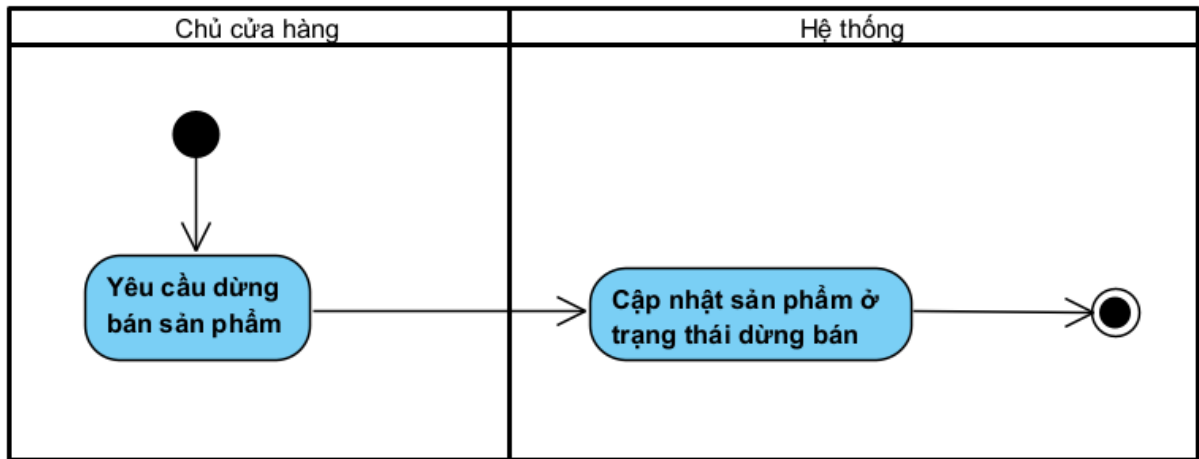 Chủ cửa hàng
Hệ thống
Yêu cầu dừng
bán sản phẩm
Cập nhật sản phẩm ở
trạng thái dừng bán